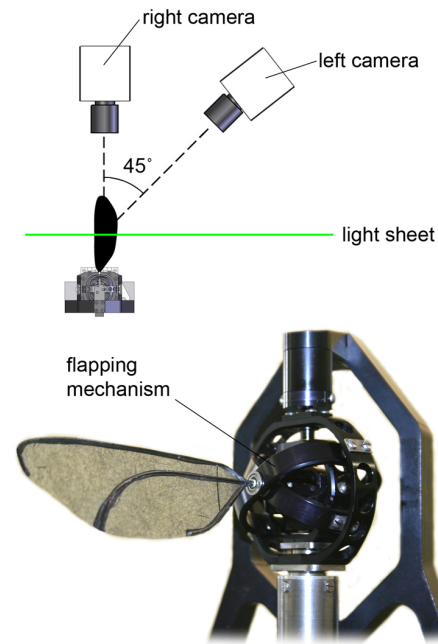 right camera
left camera
45˚
light sheet
flapping
mechanism